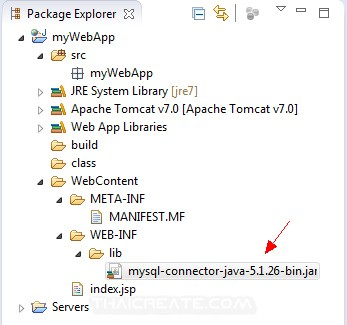 Package Explorer
myWebApp
src
myWebApp
JRE System Library [jre7]
Apache Tomcat v7.0 [Apache Tomcat v7.0]
Web App Libraries
build
class
WebContent
META-INF
MANIFEST.MF
WEB-INF
lib
mysql-connector-java-5.1.26-bin.jar
index.jsp
Servers
THAICREATE.COM